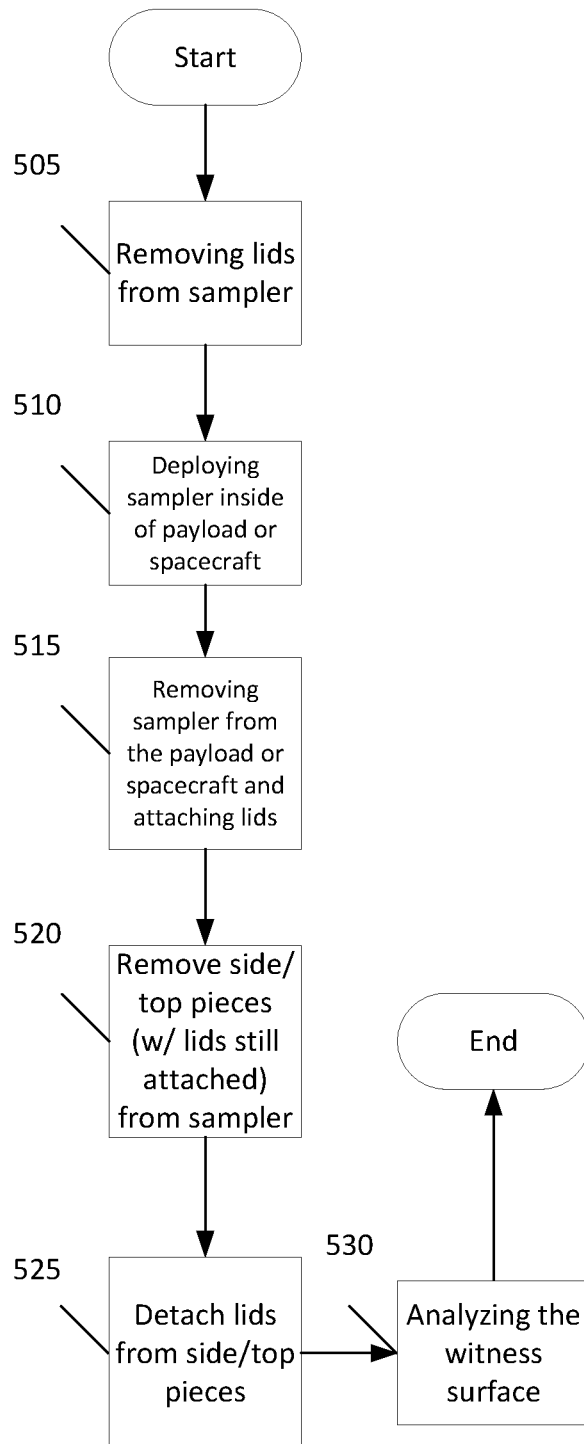 Start
505
Removing lids
from sampler
510
Deploying
sampler inside
of payload or
spacecraft
515
Removing
sampler from
the payload or
spacecraft and
attaching lids
520
Remove side/
top pieces
(w/ lids still
attached)
from sampler
525
Detach lids
from side/top
pieces
530
Analyzing the
witness
surface
End